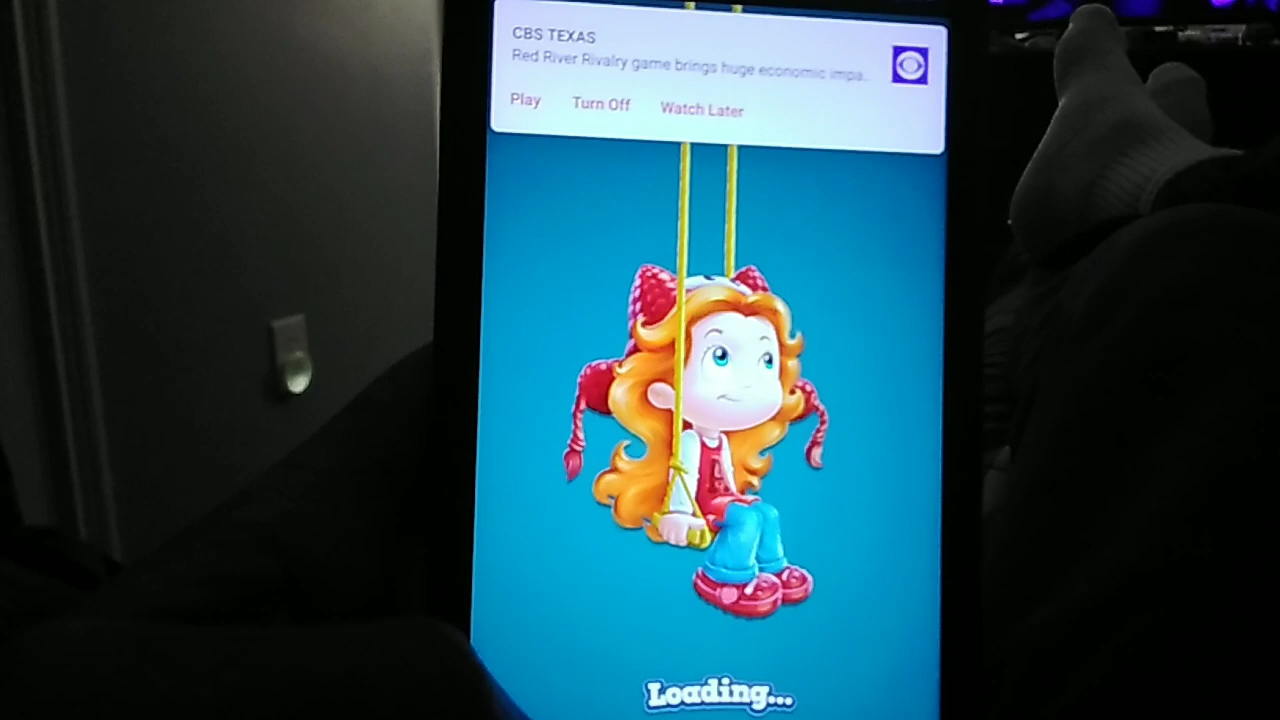 CBS TEXAS
Red River Rivalry game brings huge economic impa..
Play Turn Off Watch Later
Loading...